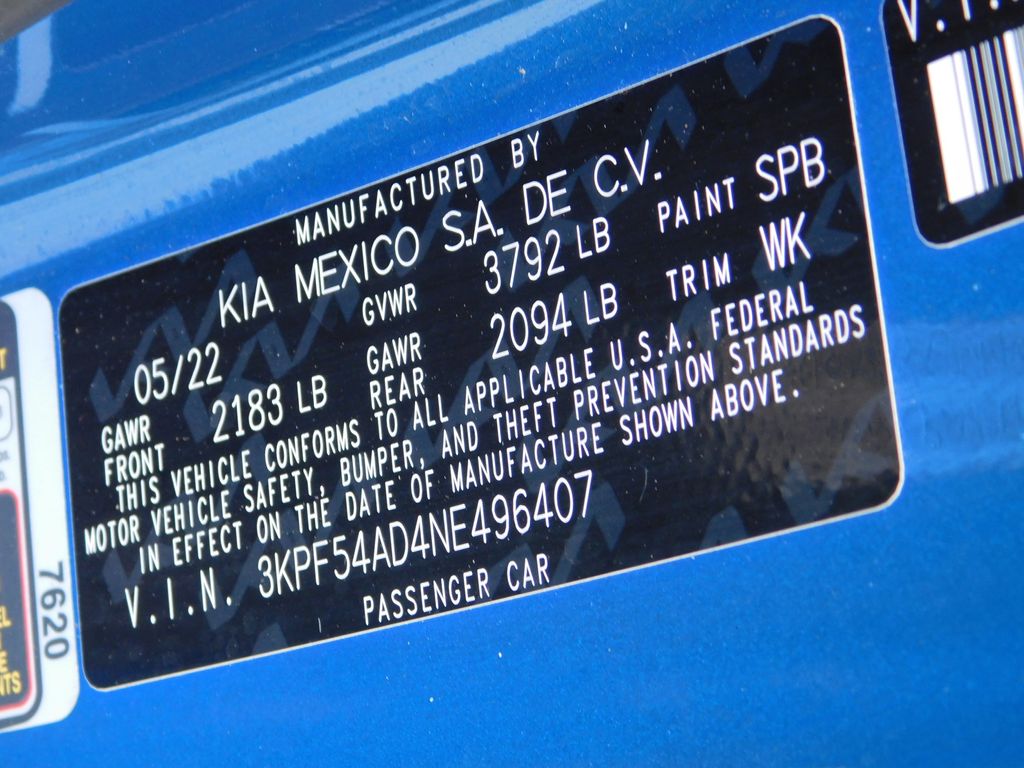 MANUFACTURED BY
KIA MEXICO S.A. DE C.V.
05/22 GVWR 3792 LB PAINT SPB
GAWR FRONT 2183 LB GAWR REAR 2094 LB TRIM WK
THIS VEHICLE CONFORMS TO ALL APPLICABLE U.S.A. FEDERAL
MOTOR VEHICLE SAFETY, BUMPER, AND THEFT PREVENTION STANDARDS
IN EFFECT ON THE DATE OF MANUFACTURE SHOWN ABOVE.
V.I.N. 3KPF54AD4NE496407
PASSENGER CAR
7620
V.I.